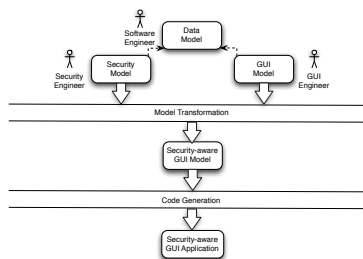 Software
Engineer
Data
Model
Security
Engineer
Security
Model
GUI
Model
GUI
Engineer
Model Transformation
Security-aware
GUI Model
Code Generation
Security-aware
GUI Application